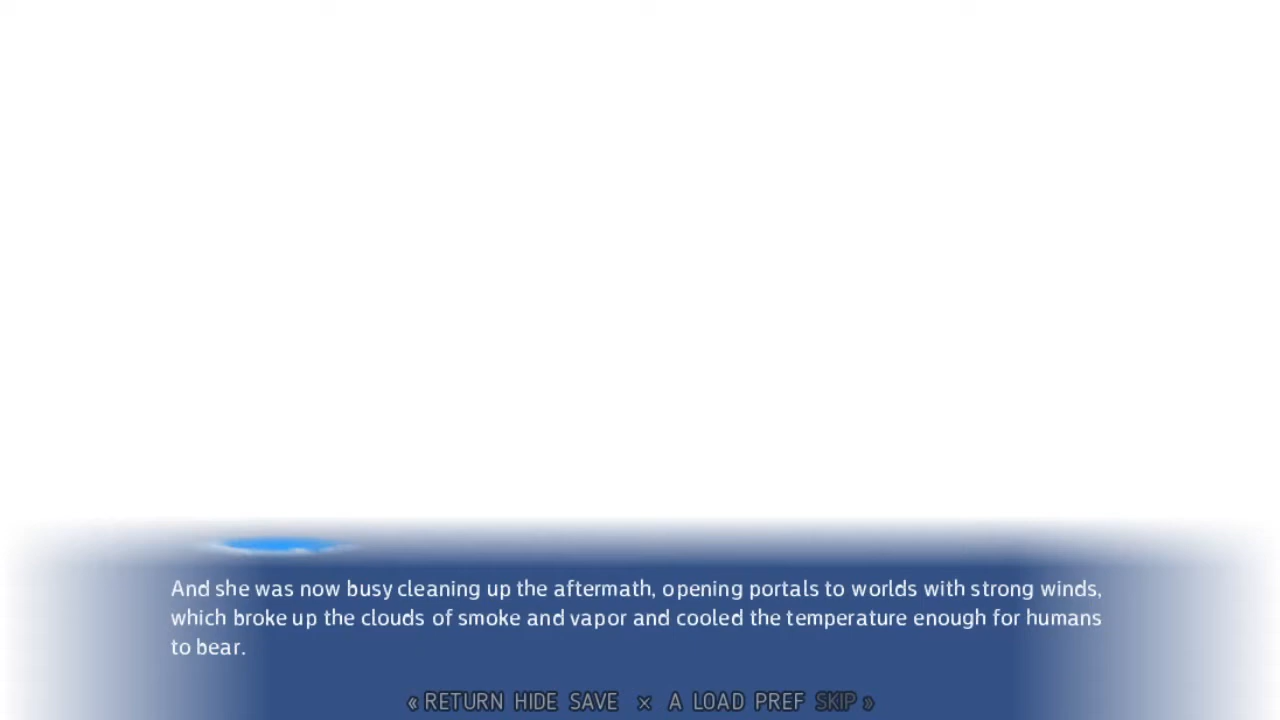 And she was now busy cleaning up the aftermath, opening portals to worlds with strong winds,
which broke up the clouds of smoke and vapor and cooled the temperature enough for humans
to bear.
« RETURN HIDE SAVE × A LOAD PREF SKIP »